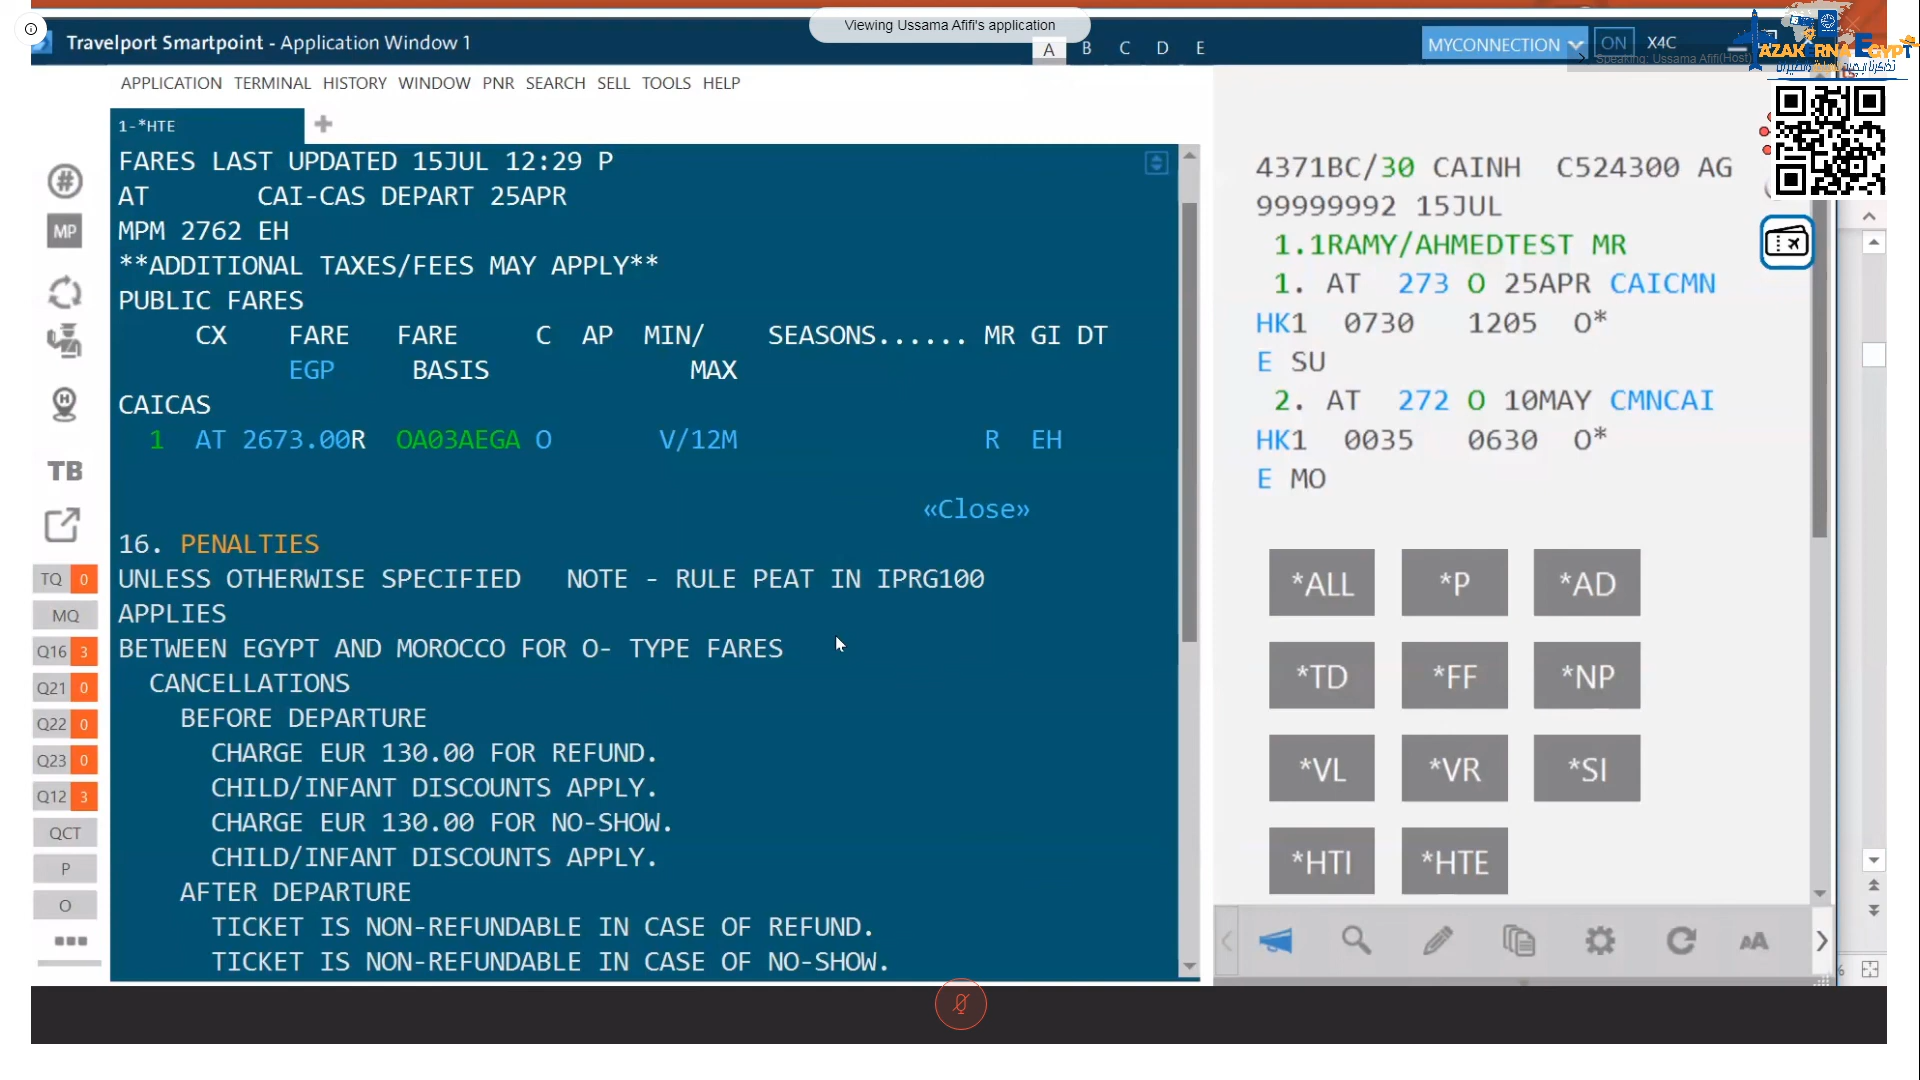 Viewing Ussama Afifi's application
Travelport Smartpoint - Application Window 1
A B C D E
MYCONNECTION ON X4C
Speaking: Ussama Afifi(Host)
APPLICATION TERMINAL HISTORY WINDOW PNR SEARCH SELL TOOLS HELP
1-*HTE
FARES LAST UPDATED 15JUL 12:29 P
AT CAI-CAS DEPART 25APR
MPM 2762 EH
**ADDITIONAL TAXES/FEES MAY APPLY**
PUBLIC FARES
CX FARE FARE C AP MIN/ SEASONS...... MR GI DT
EGP BASIS MAX
CAICAS
1 AT 2673.00R OA03AEGA O V/12M R EH
«Close»
16. PENALTIES
UNLESS OTHERWISE SPECIFIED NOTE - RULE PEAT IN IPRG100
APPLIES
BETWEEN EGYPT AND MOROCCO FOR O- TYPE FARES
CANCELLATIONS
BEFORE DEPARTURE
CHARGE EUR 130.00 FOR REFUND.
CHILD/INFANT DISCOUNTS APPLY.
CHARGE EUR 130.00 FOR NO-SHOW.
CHILD/INFANT DISCOUNTS APPLY.
AFTER DEPARTURE
TICKET IS NON-REFUNDABLE IN CASE OF REFUND.
TICKET IS NON-REFUNDABLE IN CASE OF NO-SHOW.
MP
TB
TQ 0
MQ
Q16 3
Q21 0
Q22 0
Q23 0
Q12 3
QCT
P
O
4371BC/30 CAINH C524300 AG
99999992 15JUL
1.1RAMY/AHMEDTEST MR
1. AT 273 O 25APR CAICMN
HK1 0730 1205 O*
E SU
2. AT 272 O 10MAY CMNCAI
HK1 0035 0630 O*
E MO
*ALL *P *AD
*TD *FF *NP
*VL *VR *SI
*HTI *HTE
AA
%